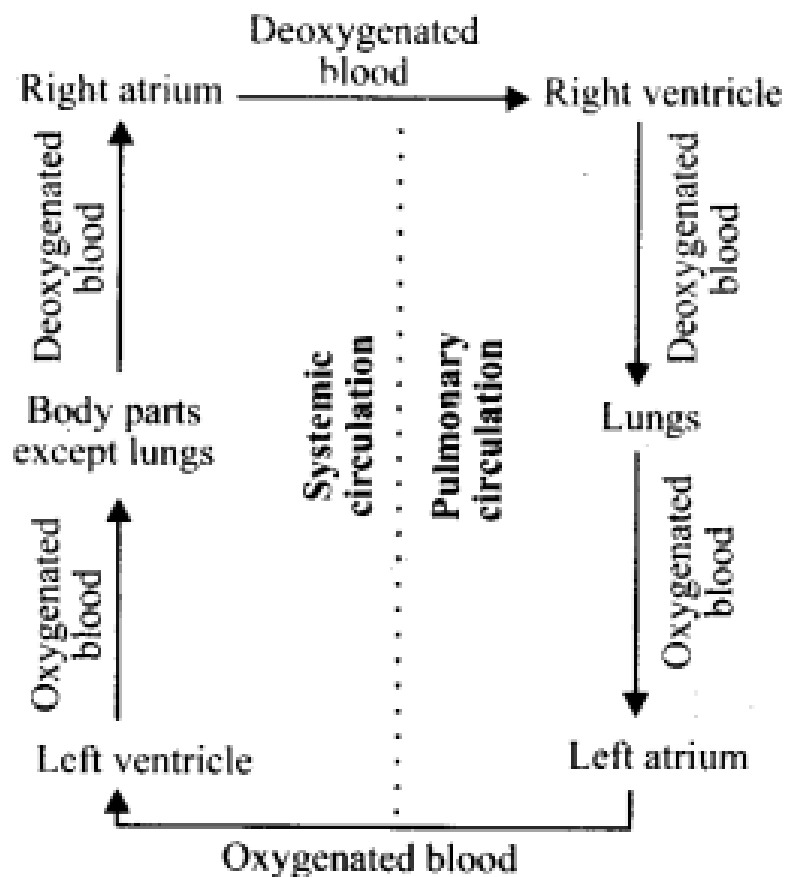 Deoxygenated
blood
Right atrium
Right ventricle
Deoxygenated
blood
Deoxygenated
blood
Body parts
except lungs
Systemic
circulation
Pulmonary
circulation
Lungs
Oxygenated
blood
Oxygenated
blood
Left ventricle
Left atrium
Oxygenated blood